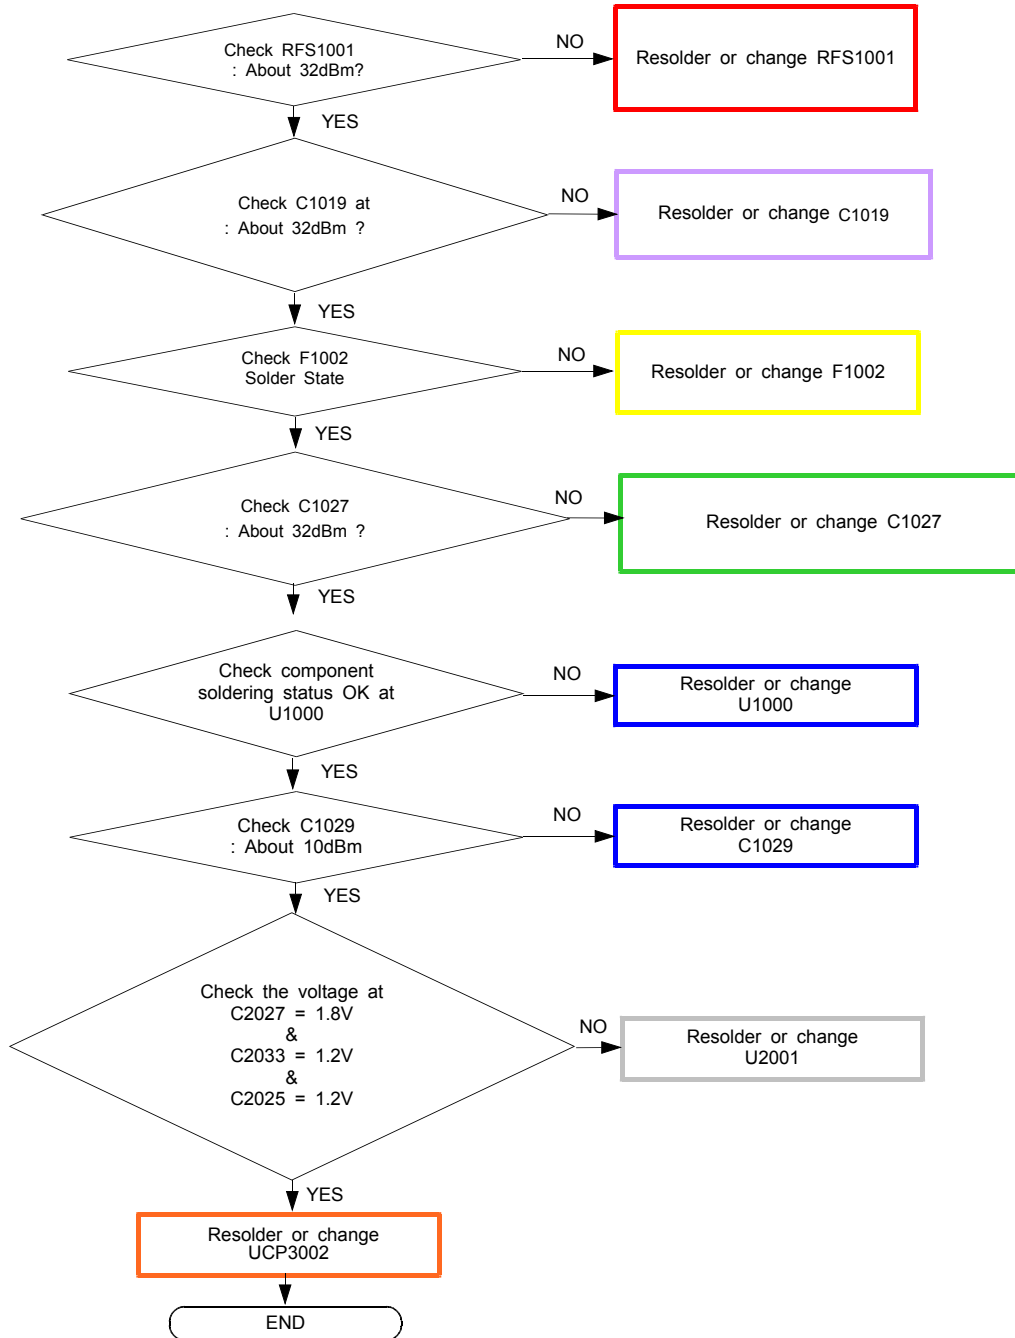 Check RFS1001
: About 32dBm?
NO
Resolder or change RFS1001
YES
Check C1019 at
: About 32dBm ?
NO
Resolder or change C1019
YES
Check F1002
Solder State
NO
Resolder or change F1002
YES
Check C1027
: About 32dBm ?
NO
Resolder or change C1027
YES
Check component
soldering status OK at
U1000
NO
Resolder or change
U1000
YES
Check C1029
: About 10dBm
NO
Resolder or change
C1029
YES
Check the voltage at
C2027 = 1.8V
&
C2033 = 1.2V
&
C2025 = 1.2V
NO
Resolder or change
U2001
YES
Resolder or change
UCP3002
END